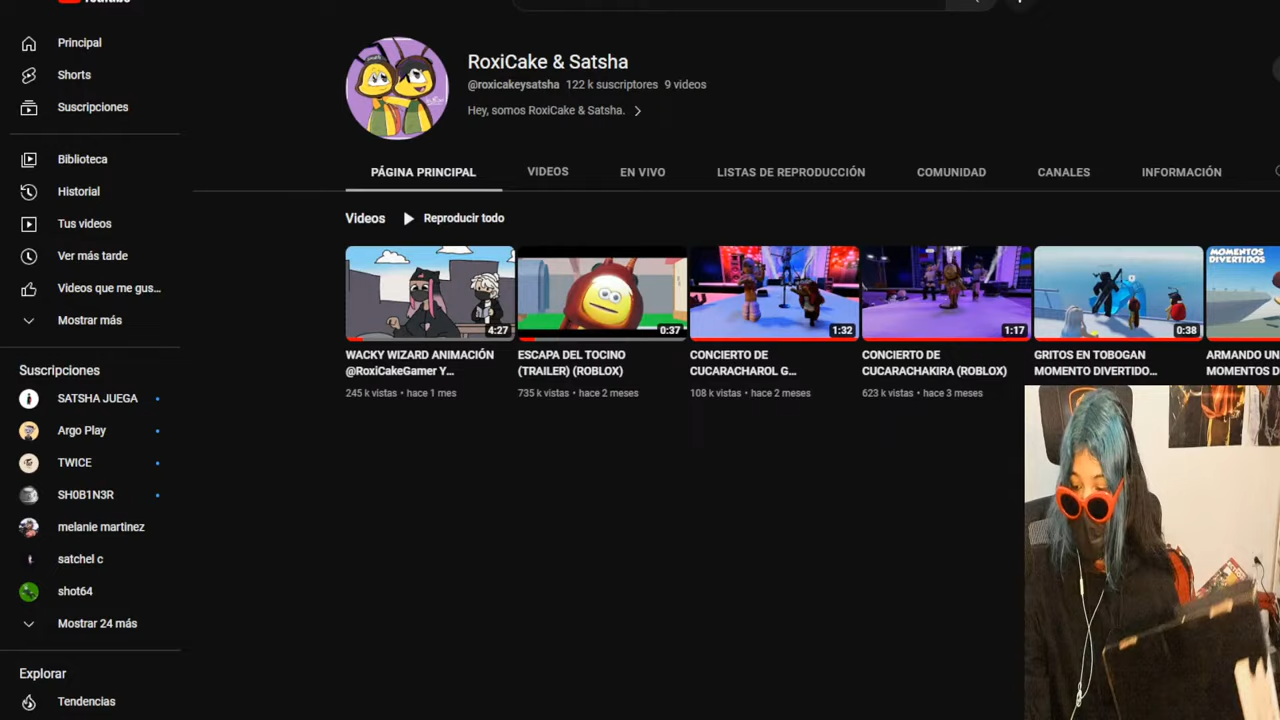 Principal
Shorts
Suscripciones
Biblioteca
Historial
Tus videos
Ver más tarde
Videos que me gus...
Mostrar más
Suscripciones
SATSHA JUEGA
Argo Play
TWICE
SH0B1N3R
melanie martinez
satchel c
shot64
Mostrar 24 más
Explorar
Tendencias
RoxiCake & Satsha
@roxicakeysatsha 122 k suscriptores 9 videos
Hey, somos RoxiCake & Satsha.
PÁGINA PRINCIPAL VIDEOS EN VIVO LISTAS DE REPRODUCCIÓN COMUNIDAD CANALES INFORMACIÓN
Videos Reproducir todo
4:27
WACKY WIZARD ANIMACIÓN
@RoxiCakeGamer Y...
245 k vistas • hace 1 mes
0:37
ESCAPA DEL TOCINO
(TRAILER) (ROBLOX)
735 k vistas • hace 2 meses
1:32
CONCIERTO DE
CUCARACHAROL G...
108 k vistas • hace 2 meses
1:17
CONCIERTO DE
CUCARACHAKIRA (ROBLOX)
623 k vistas • hace 3 meses
0:38
GRITOS EN TOBOGAN
MOMENTO DIVERTIDO...
MOMENTOS
DIVERTIDOS
ARMANDO UN
MOMENTOS D